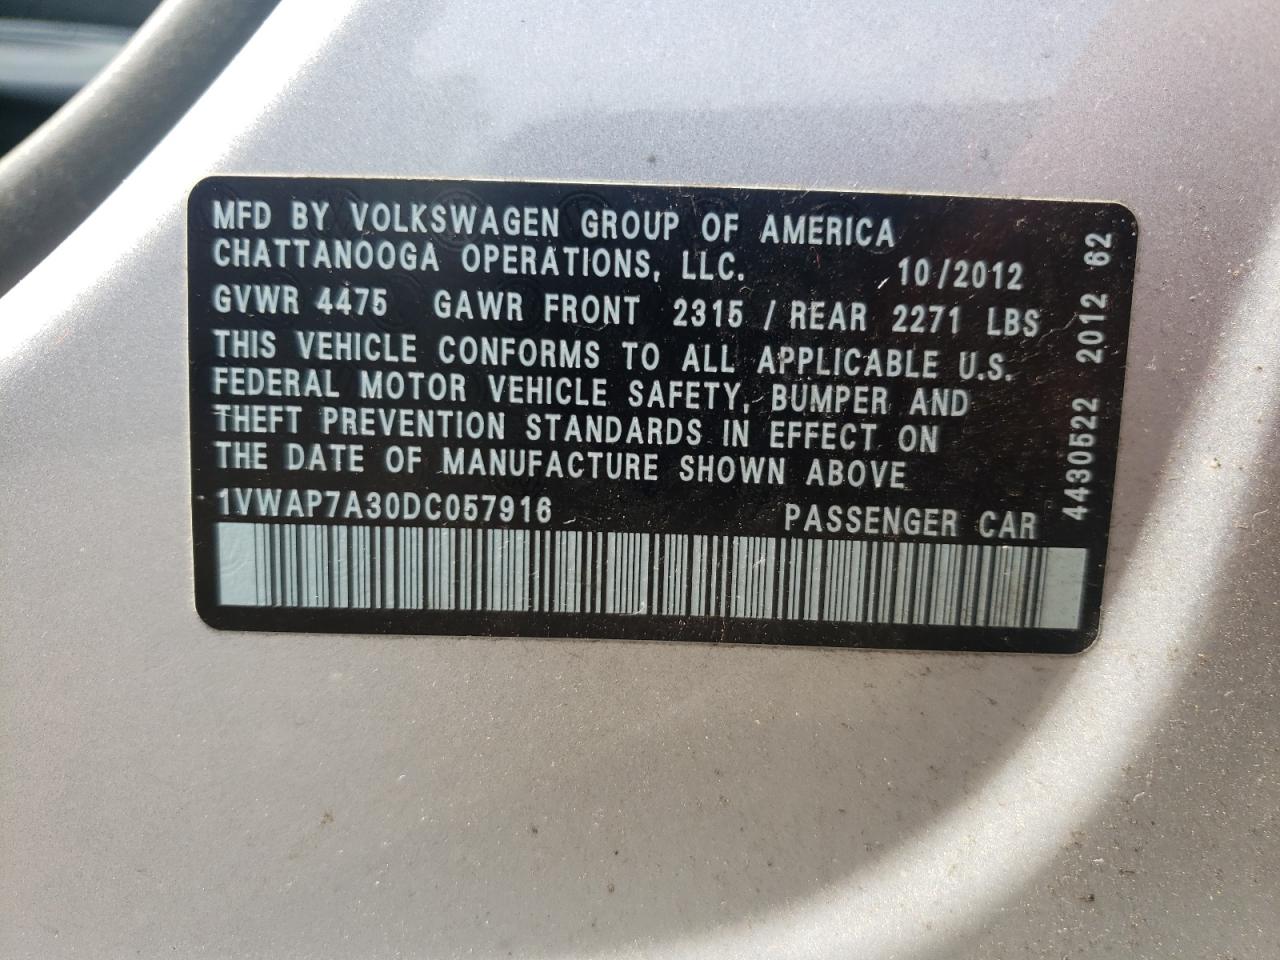 MFD BY VOLKSWAGEN GROUP OF AMERICA
CHATTANOOGA OPERATIONS, LLC. 10/2012
GVWR 4475 GAWR FRONT 2315 / REAR 2271 LBS
THIS VEHICLE CONFORMS TO ALL APPLICABLE U.S.
FEDERAL MOTOR VEHICLE SAFETY, BUMPER AND
THEFT PREVENTION STANDARDS IN EFFECT ON
THE DATE OF MANUFACTURE SHOWN ABOVE
1VWAP7A30DC057916 PASSENGER CAR
4430522 2012 62